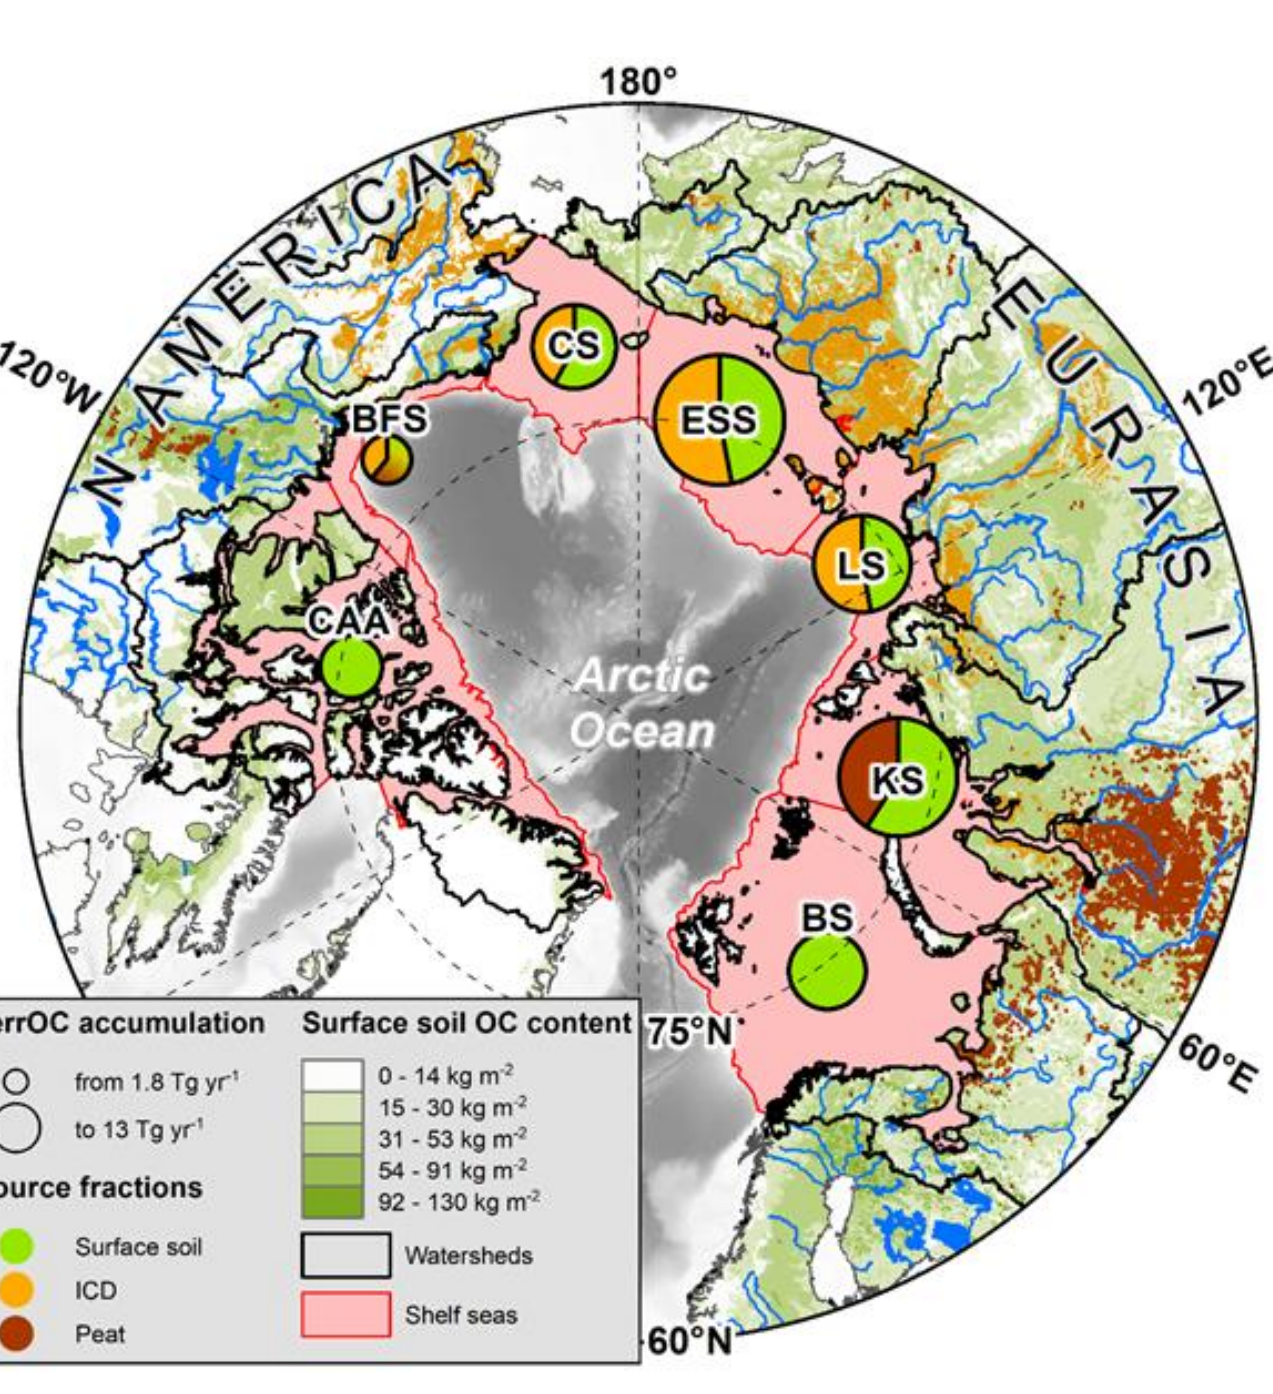 180°
N AMERICA
EURASIA
120°W
120°E
CS
ESS
BFS
LS
CAA
Arctic
Ocean
KS
BS
75°N
60°E
60°N
errOC accumulation
from 1.8 Tg yr-1
to 13 Tg yr-1
ource fractions
Surface soil
ICD
Peat
Surface soil OC content
0 - 14 kg m-2
15 - 30 kg m-2
31 - 53 kg m-2
54 - 91 kg m-2
92 - 130 kg m-2
Watersheds
Shelf seas